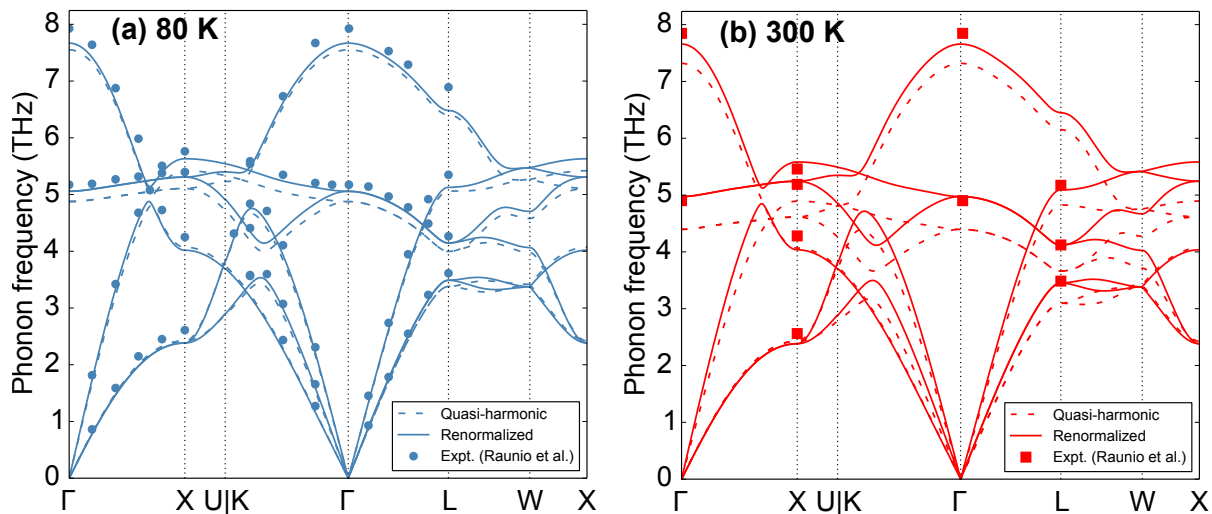 (a) 80 K
Phonon frequency (THz)
8
7
6
5
4
3
2
1
0
Quasi-harmonic
Renormalized
Expt. (Raunio et al.)
Γ X U|K Γ L W X
(b) 300 K
Phonon frequency (THz)
8
7
6
5
4
3
2
1
0
Quasi-harmonic
Renormalized
Expt. (Raunio et al.)
Γ X U|K Γ L W X